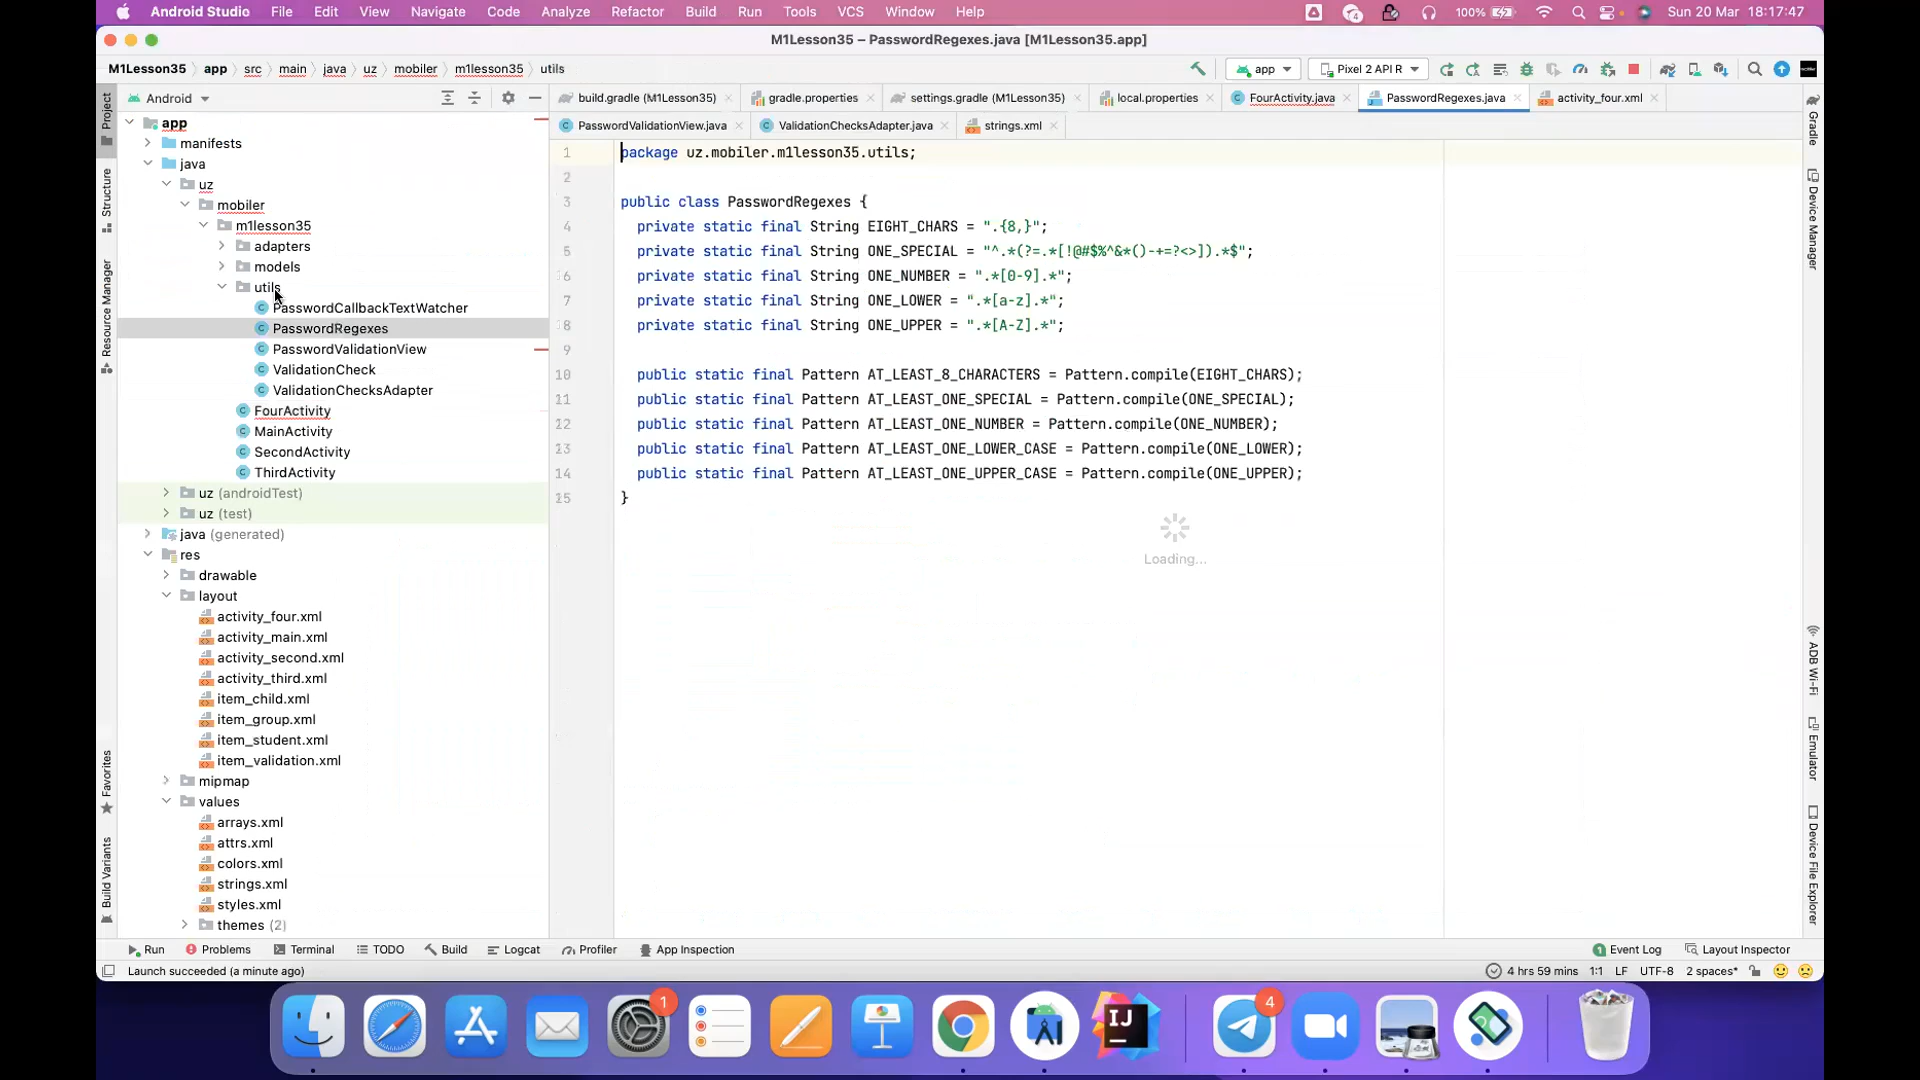 Android Studio File Edit View Navigate Code Analyze Refactor Build Run Tools VCS Window Help 4 100% Sun 20 Mar 18:17:47
M1Lesson35 – PasswordRegexes.java [M1Lesson35.app]
M1Lesson35 app src main java uz mobiler m1lesson35 utils app Pixel 2 API R
Android
build.gradle (M1Lesson35) gradle.properties settings.gradle (M1Lesson35) local.properties FourActivity.java PasswordRegexes.java activity_four.xml
PasswordValidationView.java ValidationChecksAdapter.java strings.xml
Project
Structure
Resource Manager
Favorites
Build Variants
app
manifests
java
uz
mobiler
m1lesson35
adapters
models
utils
PasswordCallbackTextWatcher
PasswordRegexes
PasswordValidationView
ValidationCheck
ValidationChecksAdapter
FourActivity
MainActivity
SecondActivity
ThirdActivity
uz (androidTest)
uz (test)
java (generated)
res
drawable
layout
activity_four.xml
activity_main.xml
activity_second.xml
activity_third.xml
item_child.xml
item_group.xml
item_student.xml
item_validation.xml
mipmap
values
arrays.xml
attrs.xml
colors.xml
strings.xml
styles.xml
themes (2)
1 package uz.mobiler.m1lesson35.utils;
2
3 public class PasswordRegexes {
4 private static final String EIGHT_CHARS = ".{8,}";
5 private static final String ONE_SPECIAL = "^.*(?=.*[!@#$%^&*()-+=?<>]).*$";
6 private static final String ONE_NUMBER = ".*[0-9].*";
7 private static final String ONE_LOWER = ".*[a-z].*";
8 private static final String ONE_UPPER = ".*[A-Z].*";
9
10 public static final Pattern AT_LEAST_8_CHARACTERS = Pattern.compile(EIGHT_CHARS);
11 public static final Pattern AT_LEAST_ONE_SPECIAL = Pattern.compile(ONE_SPECIAL);
12 public static final Pattern AT_LEAST_ONE_NUMBER = Pattern.compile(ONE_NUMBER);
13 public static final Pattern AT_LEAST_ONE_LOWER_CASE = Pattern.compile(ONE_LOWER);
14 public static final Pattern AT_LEAST_ONE_UPPER_CASE = Pattern.compile(ONE_UPPER);
15 }
Loading...
Gradle
Device Manager
ADB Wi-Fi
Emulator
Device File Explorer
Run Problems Terminal TODO Build Logcat Profiler App Inspection 1 Event Log Layout Inspector
Launch succeeded (a minute ago) 4 hrs 59 mins 1:1 LF UTF-8 2 spaces*
1 IJ 4